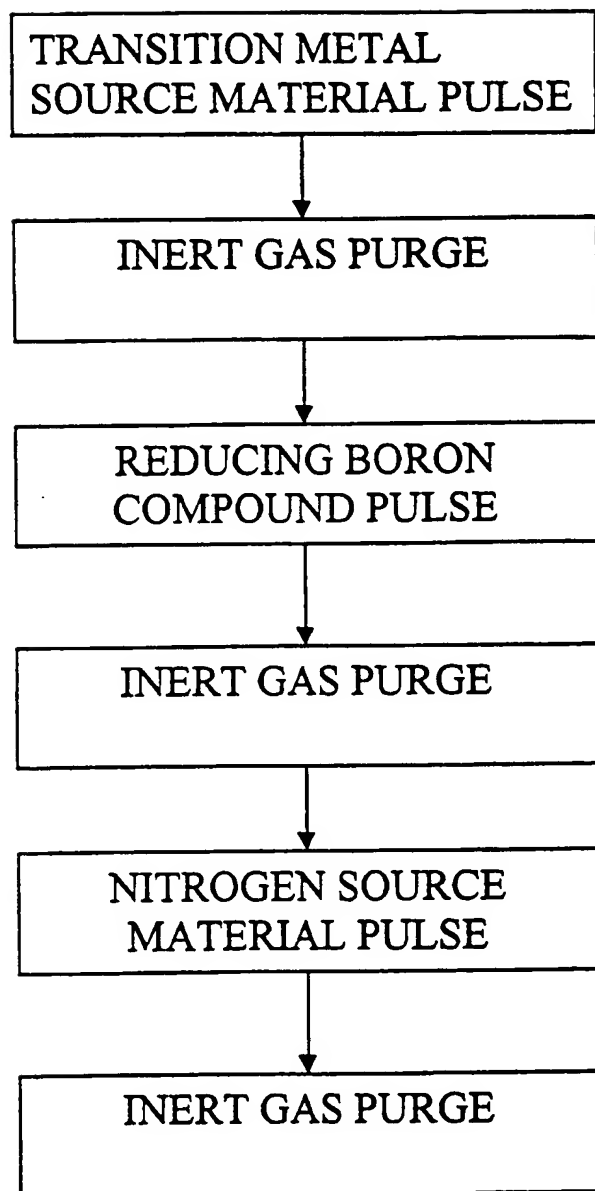 TRANSITION METAL
SOURCE MATERIAL PULSE
INERT GAS PURGE
REDUCING BORON
COMPOUND PULSE
INERT GAS PURGE
NITROGEN SOURCE
MATERIAL PULSE
INERT GAS PURGE